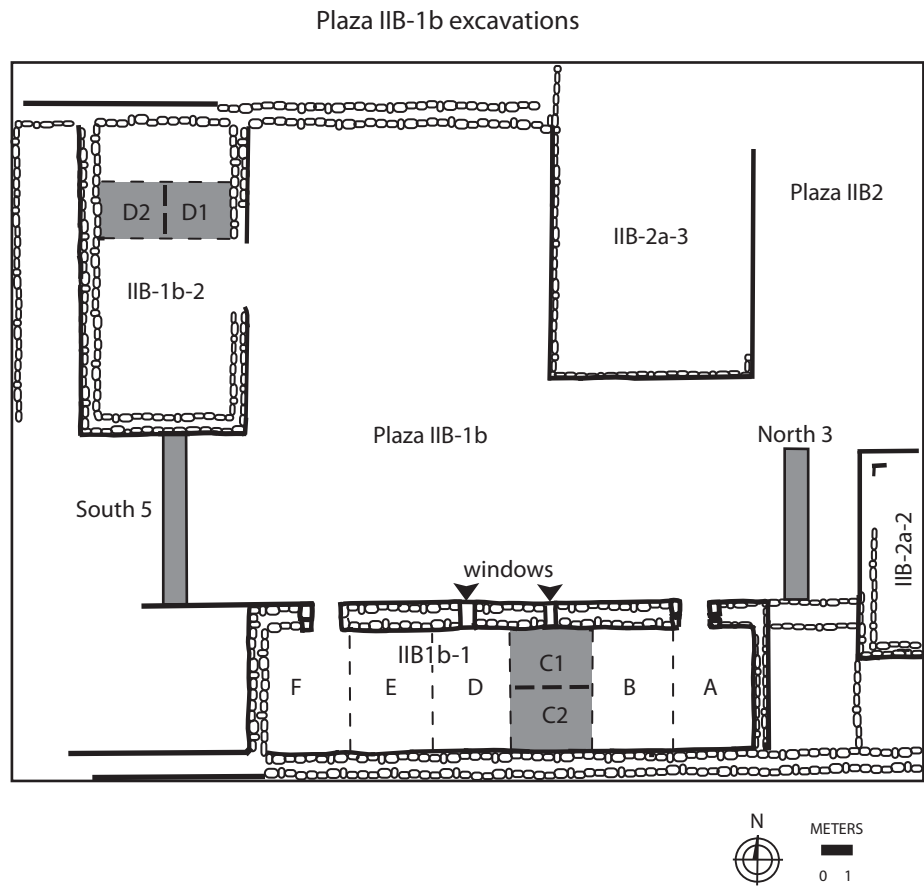 Plaza IIB-1b excavations
Plaza IIB2
D2
D1
IIB-2a-3
IIB-1b-2
Plaza IIB-1b
North 3
South 5
IIB-2a-2
windows
IIB1b-1
F
E
D
C1
C2
B
A
N
METERS
0 1